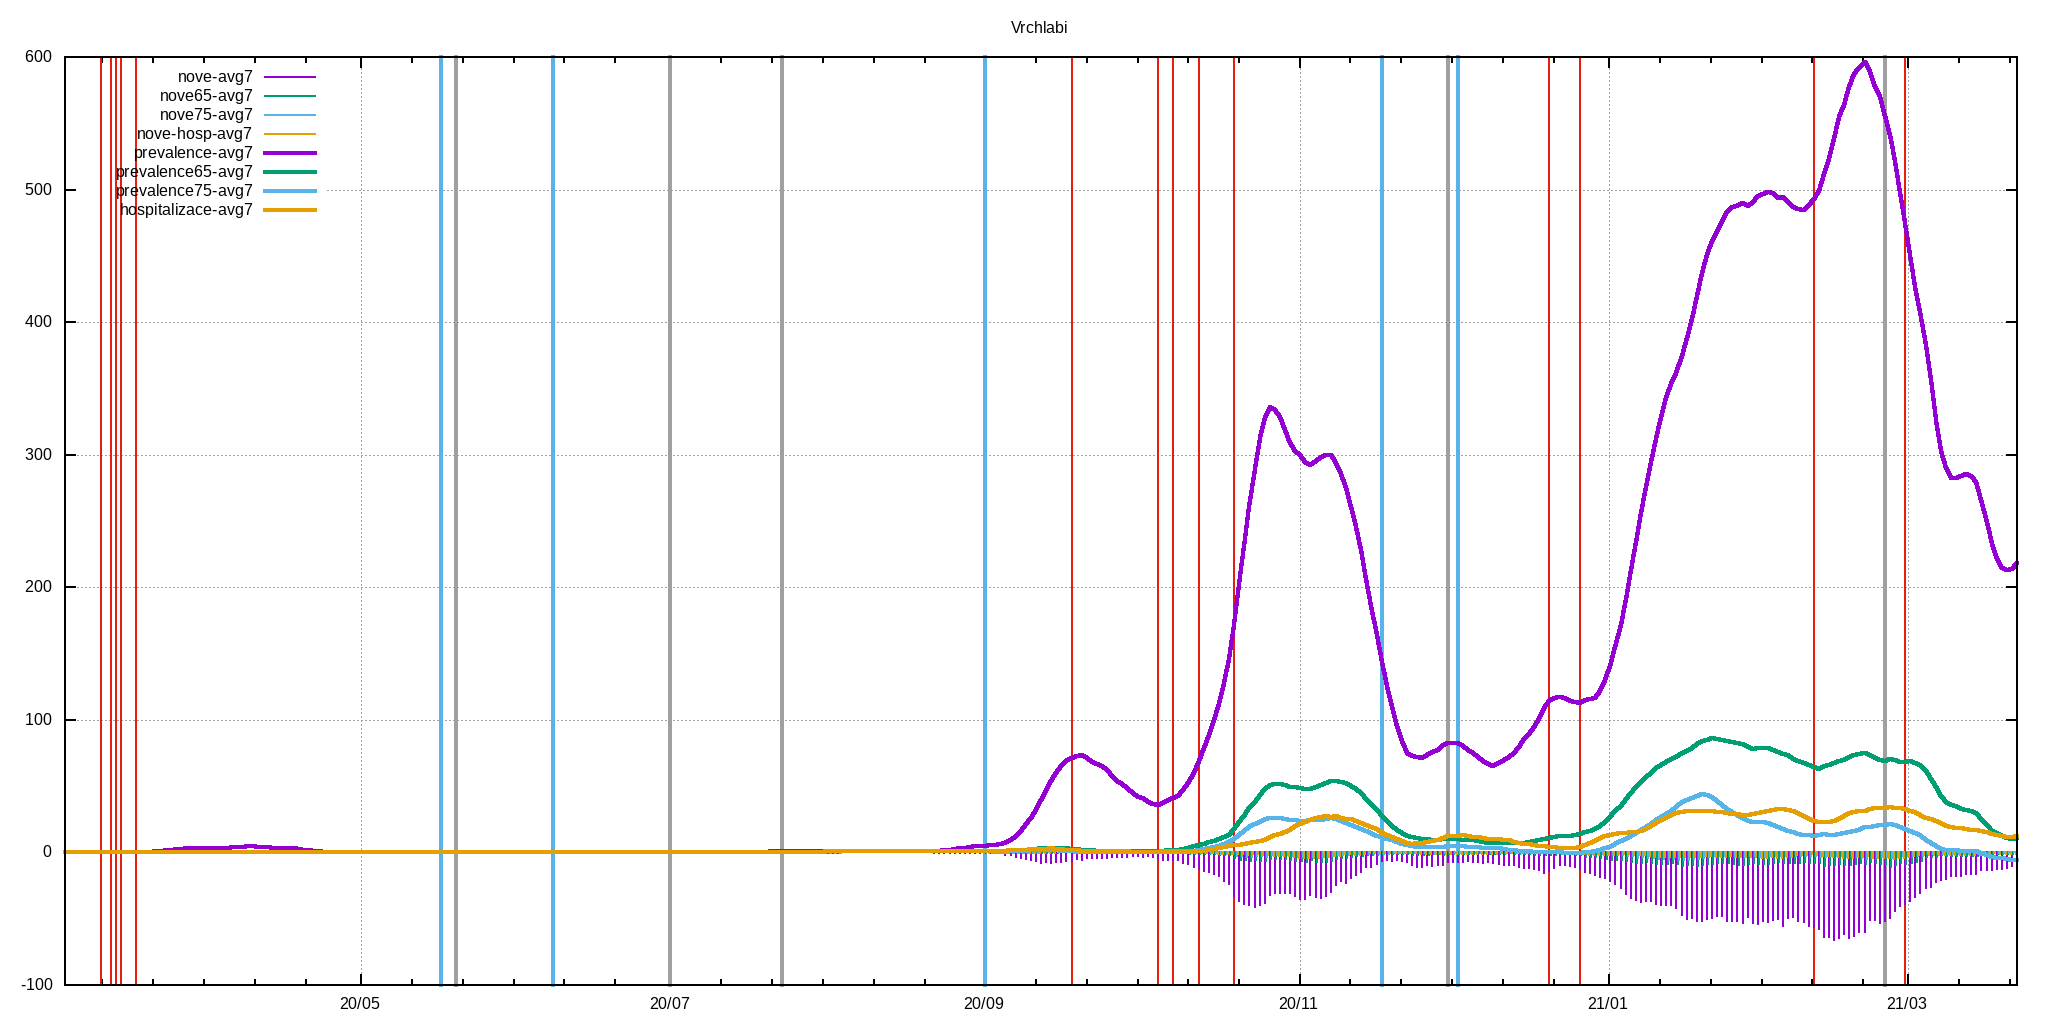 Vrchlabi
600
500
400
300
200
100
0
-100
nove-avg7
nove65-avg7
nove75-avg7
nove-hosp-avg7
prevalence-avg7
prevalence65-avg7
prevalence75-avg7
hospitalizace-avg7
20/05
20/07
20/09
20/11
21/01
21/03